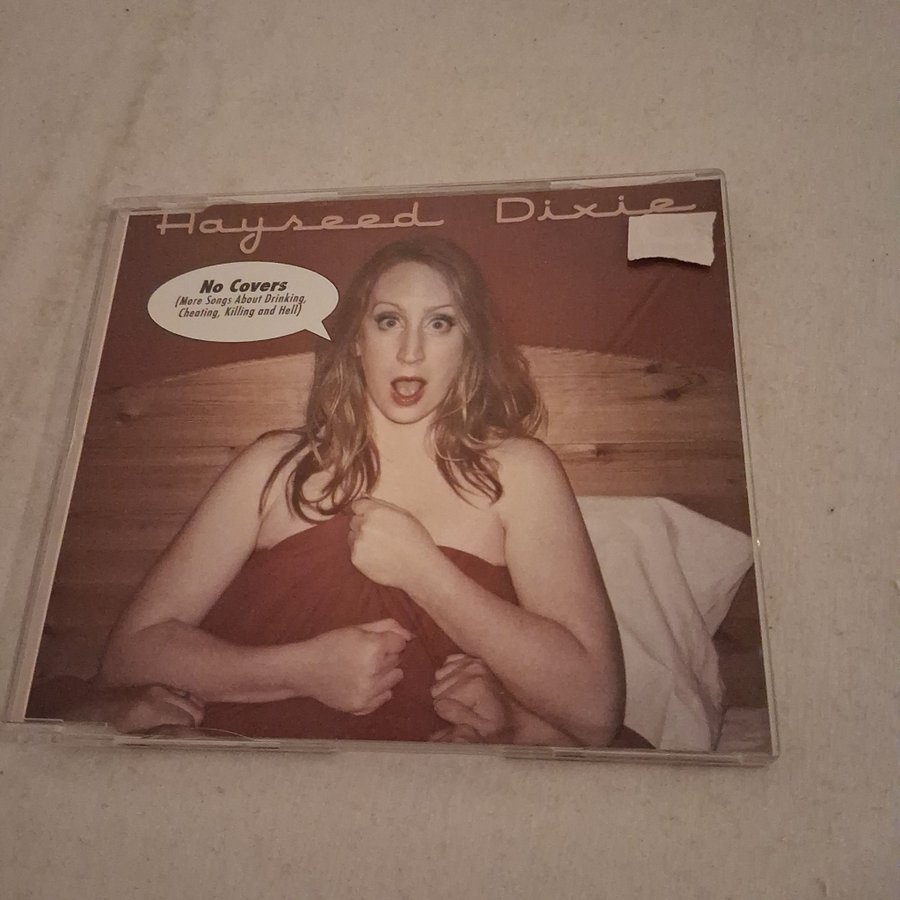 Hayseed Dixie
No Covers
(More Songs About Drinking,
Cheating, Killing and Hell)